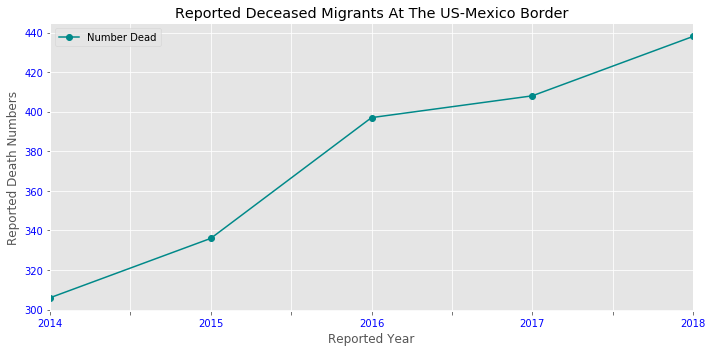 Reported Deceased Migrants At The US-Mexico Border
Number Dead
Reported Death Numbers
440
420
400
380
360
340
320
300
2014 2015 2016 2017 2018
Reported Year